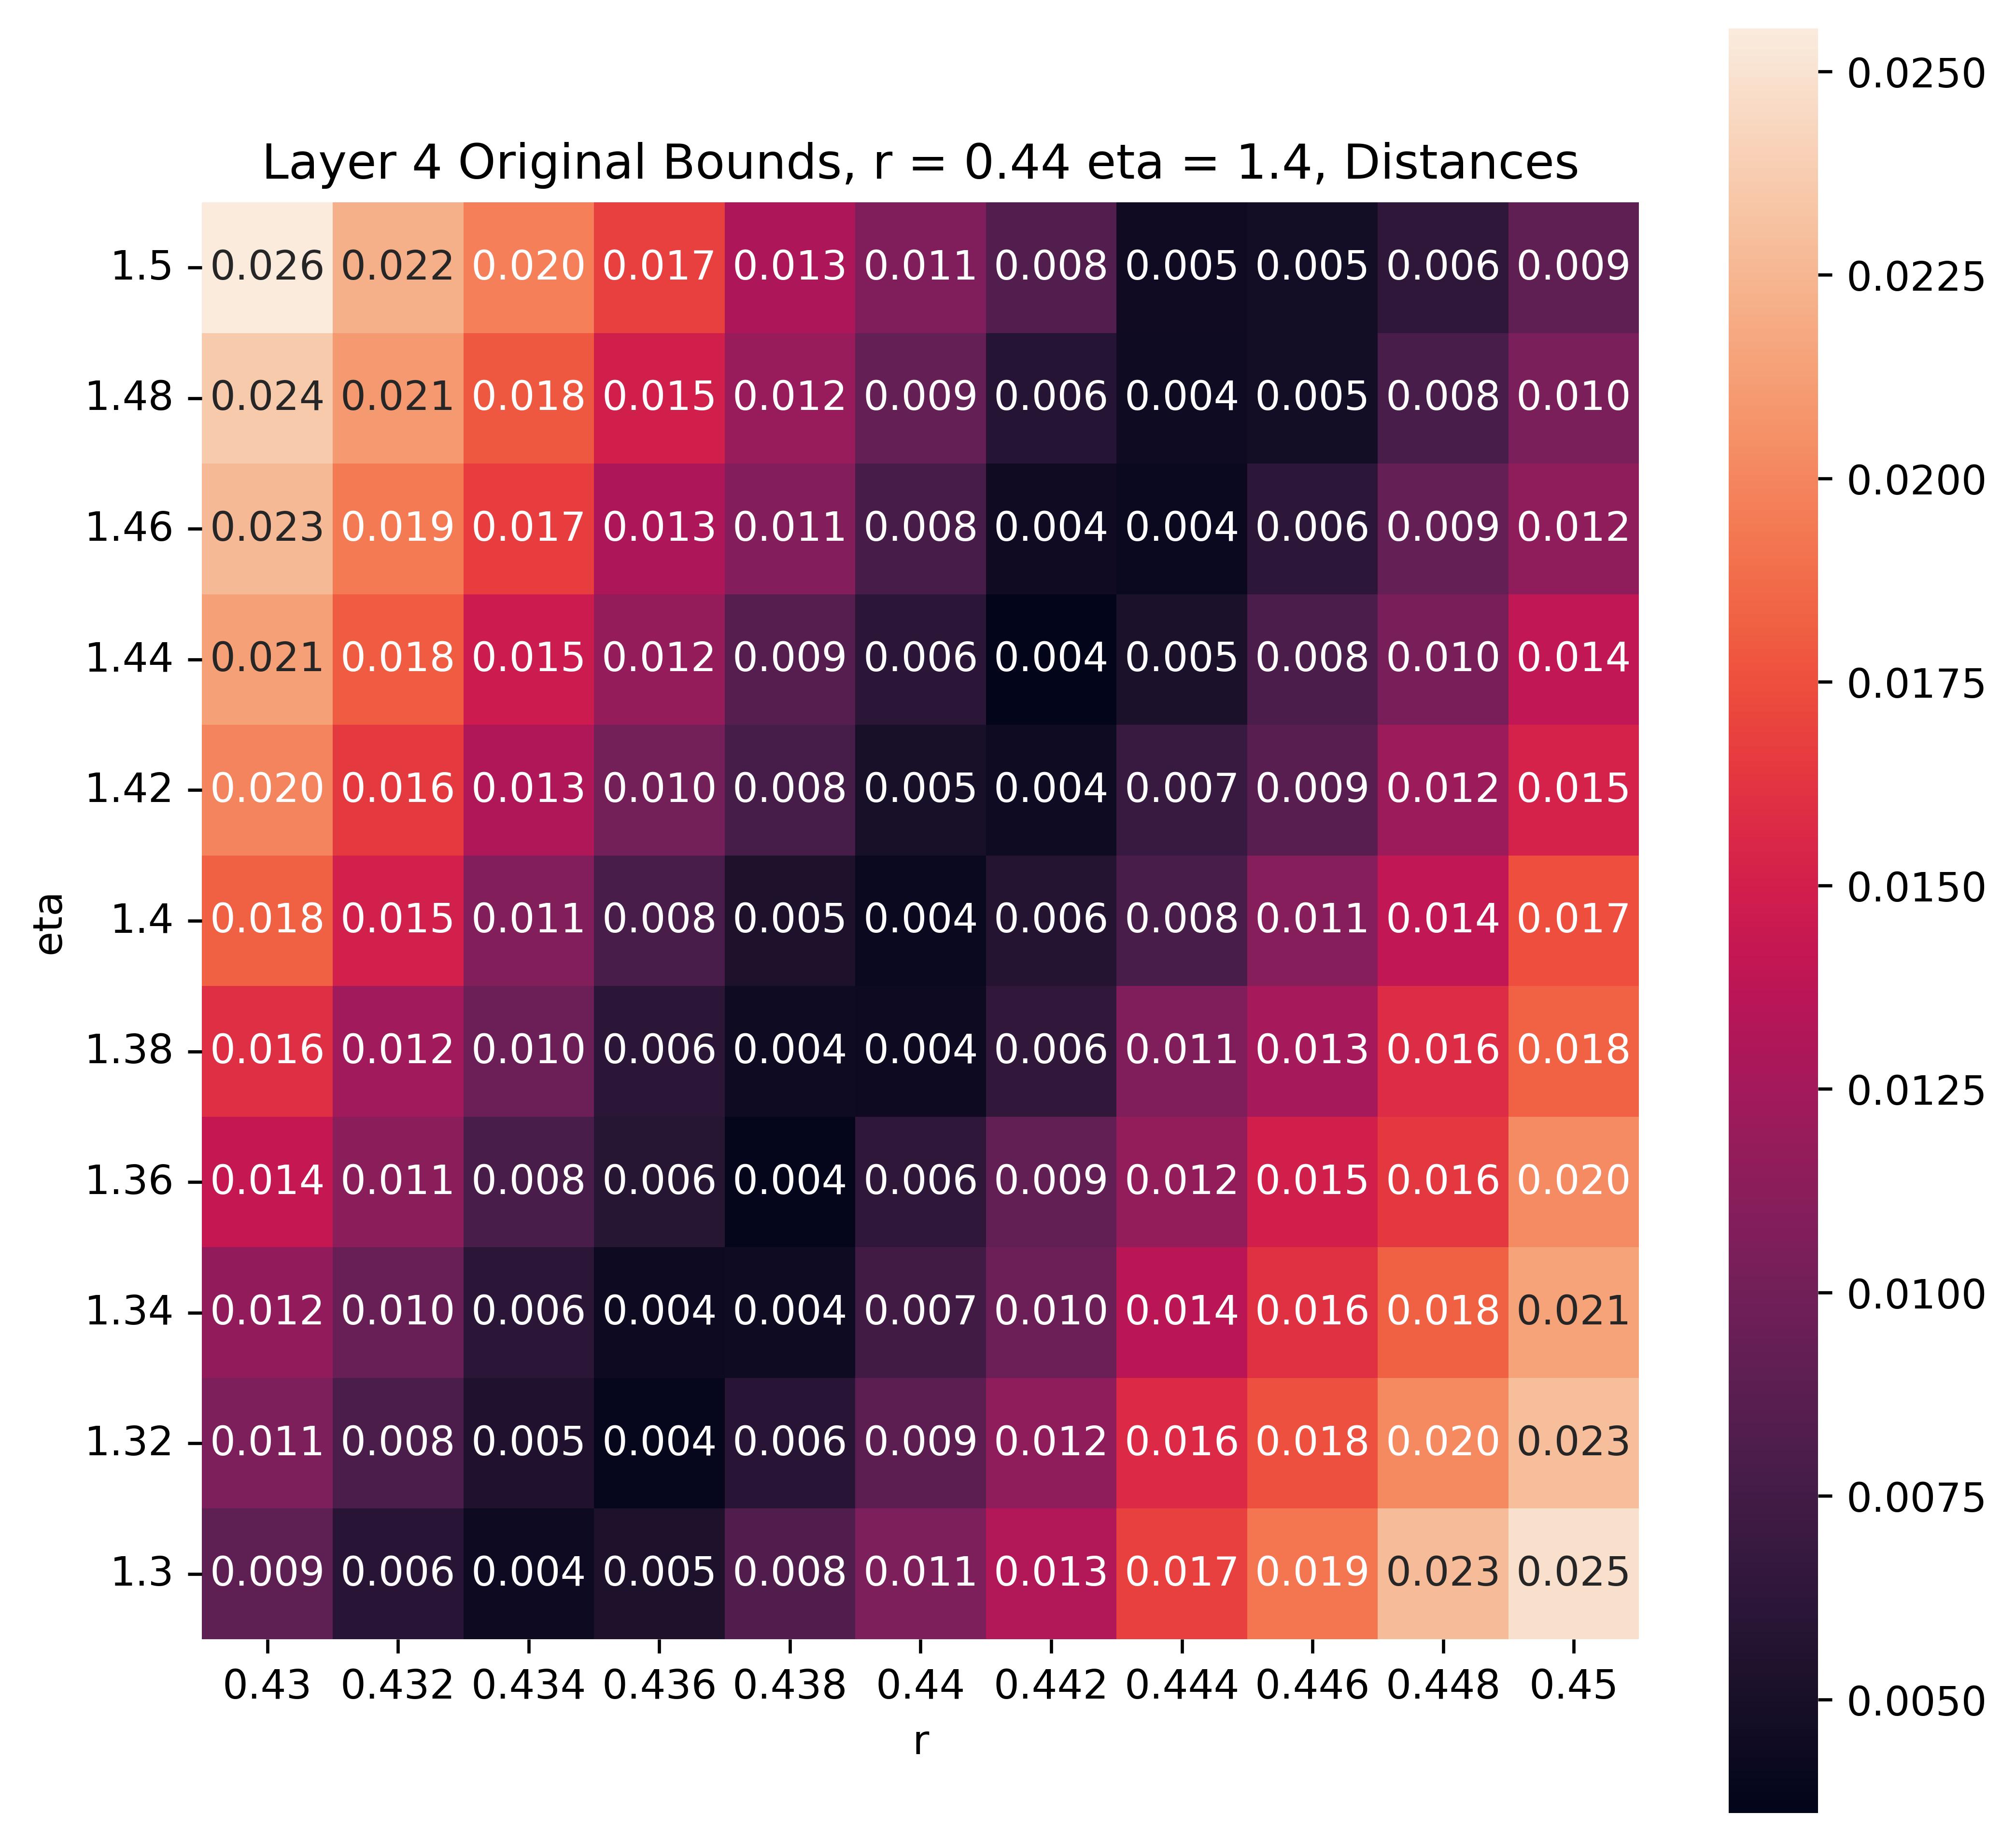 Layer 4 Original Bounds, r = 0.44 eta = 1.4, Distances
1.5 0.026 0.022 0.020 0.017 0.013 0.011 0.008 0.005 0.005 0.006 0.009
1.48 0.024 0.021 0.018 0.015 0.012 0.009 0.006 0.004 0.005 0.008 0.010
1.46 0.023 0.019 0.017 0.013 0.011 0.008 0.004 0.004 0.006 0.009 0.012
1.44 0.021 0.018 0.015 0.012 0.009 0.006 0.004 0.005 0.008 0.010 0.014
1.42 0.020 0.016 0.013 0.010 0.008 0.005 0.004 0.007 0.009 0.012 0.015
1.4 0.018 0.015 0.011 0.008 0.005 0.004 0.006 0.008 0.011 0.014 0.017
1.38 0.016 0.012 0.010 0.006 0.004 0.004 0.006 0.011 0.013 0.016 0.018
1.36 0.014 0.011 0.008 0.006 0.004 0.006 0.009 0.012 0.015 0.016 0.020
1.34 0.012 0.010 0.006 0.004 0.004 0.007 0.010 0.014 0.016 0.018 0.021
1.32 0.011 0.008 0.005 0.004 0.006 0.009 0.012 0.016 0.018 0.020 0.023
1.3 0.009 0.006 0.004 0.005 0.008 0.011 0.013 0.017 0.019 0.023 0.025
0.43 0.432 0.434 0.436 0.438 0.44 0.442 0.444 0.446 0.448 0.45
r
eta
0.0250
0.0225
0.0200
0.0175
0.0150
0.0125
0.0100
0.0075
0.0050